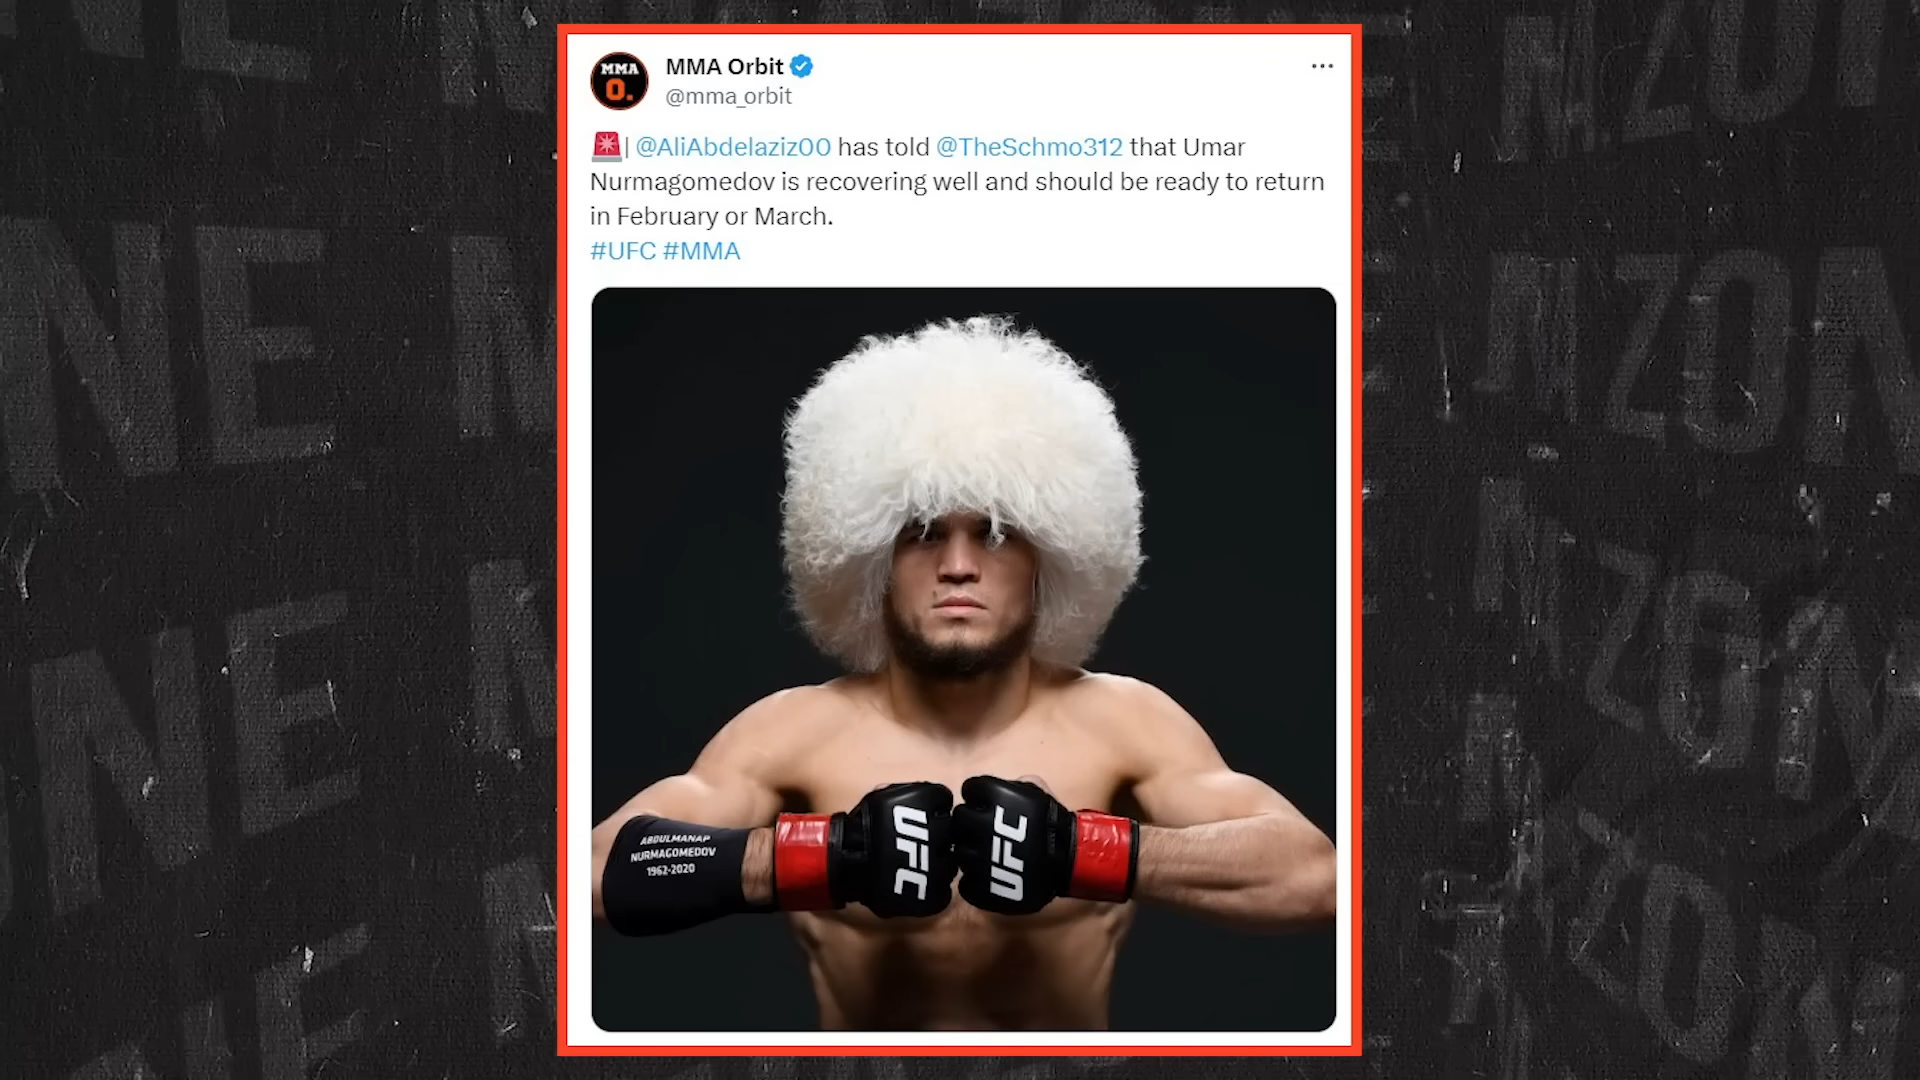 MMA
O.
MMA Orbit
@mma_orbit
🚨| @AliAbdelaziz00 has told @TheSchmo312 that Umar
Nurmagomedov is recovering well and should be ready to return
in February or March.
#UFC #MMA
ABDULMANAP
NURMAGOMEDOV
1962-2020
UFC
UFC